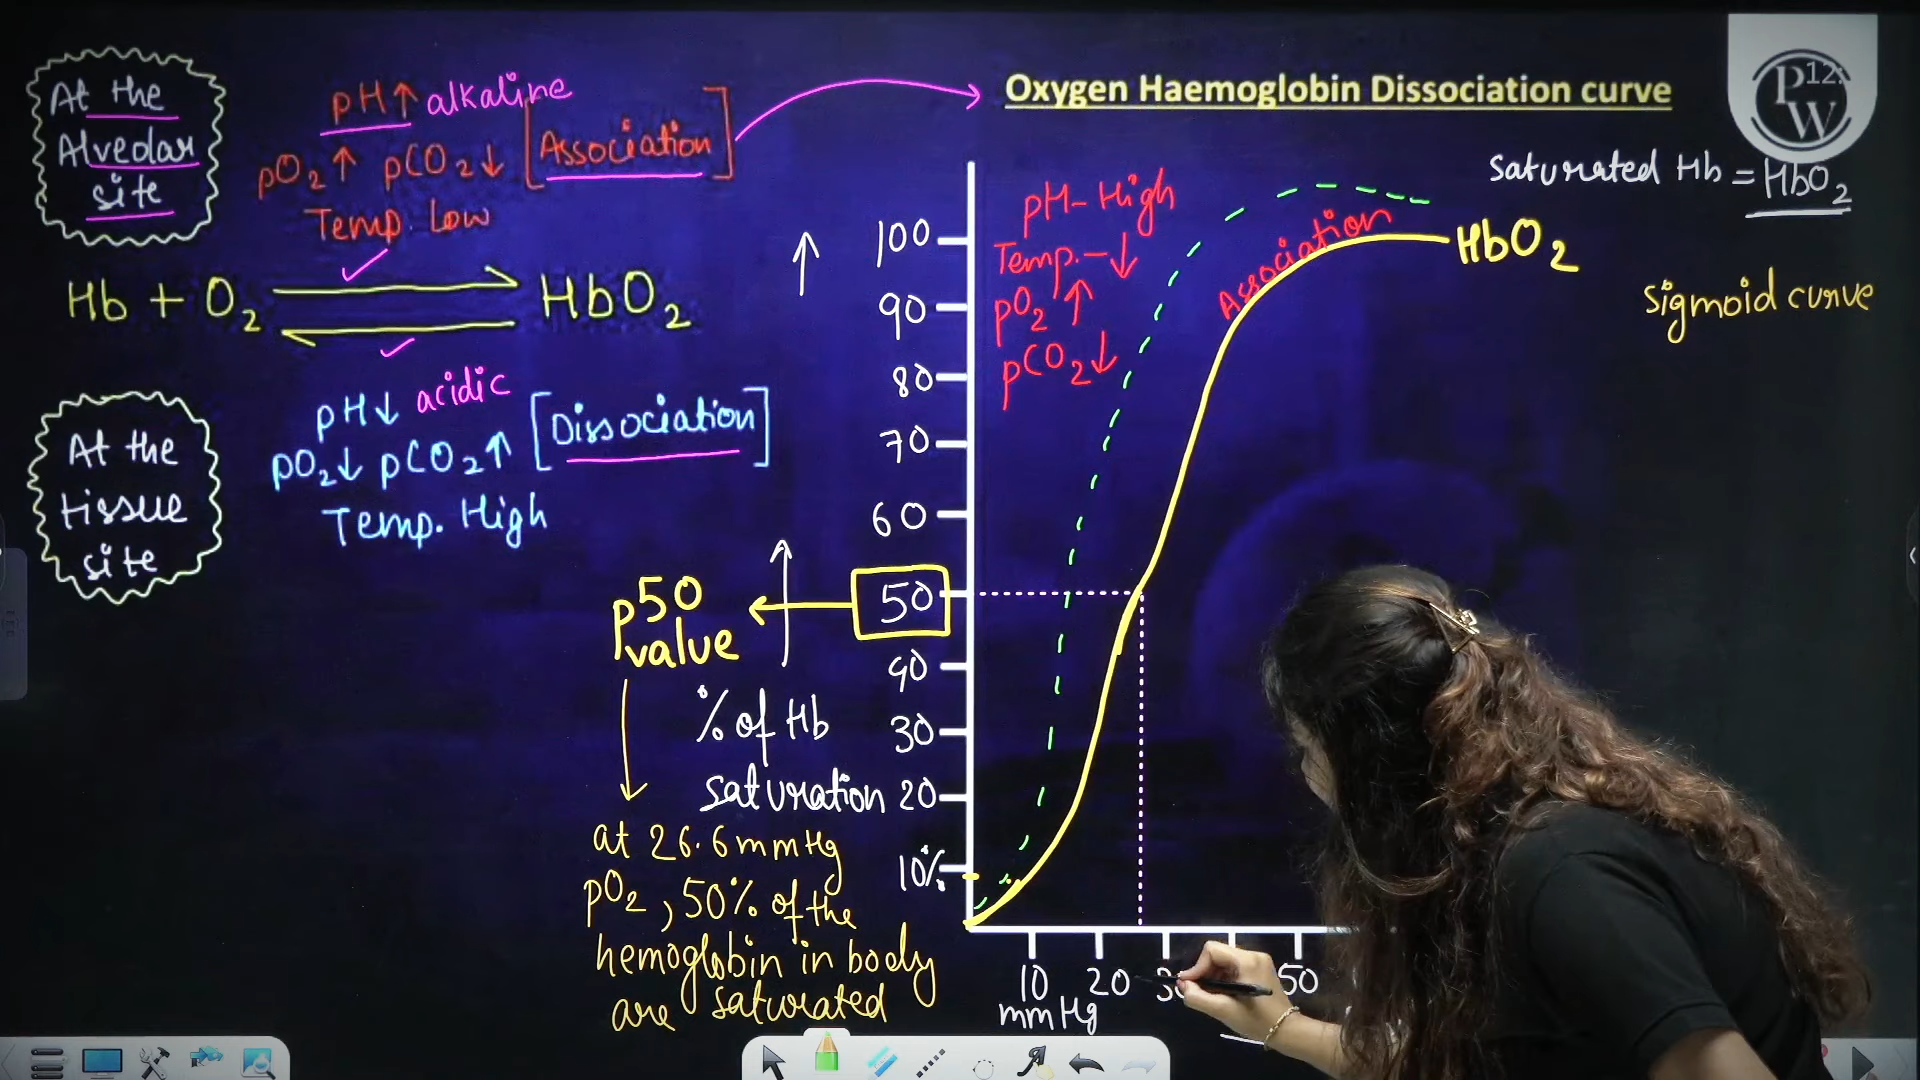 At the
Alveolar
site
pH↑ alkaline
pO₂↑ pCO₂↓ [Association]
Temp. Low
Hb + O₂ ⇌ HbO₂
At the
tissue
site
pH↓ acidic
pO₂↓ pCO₂↑ [Dissociation]
Temp. High
Oxygen Haemoglobin Dissociation curve
PW
12:
saturated Hb = HbO₂
HbO₂
Sigmoid curve
pH- High
Temp.-↓
pO₂↑
pCO₂↓
Association
↑
100
90
80
70
60
50
40
30
20
10%
p50
value
% of Hb
saturation
at 26.6 mmHg
pO₂, 50% of the
hemoglobin in body
are saturated
10 20 50
mmHg